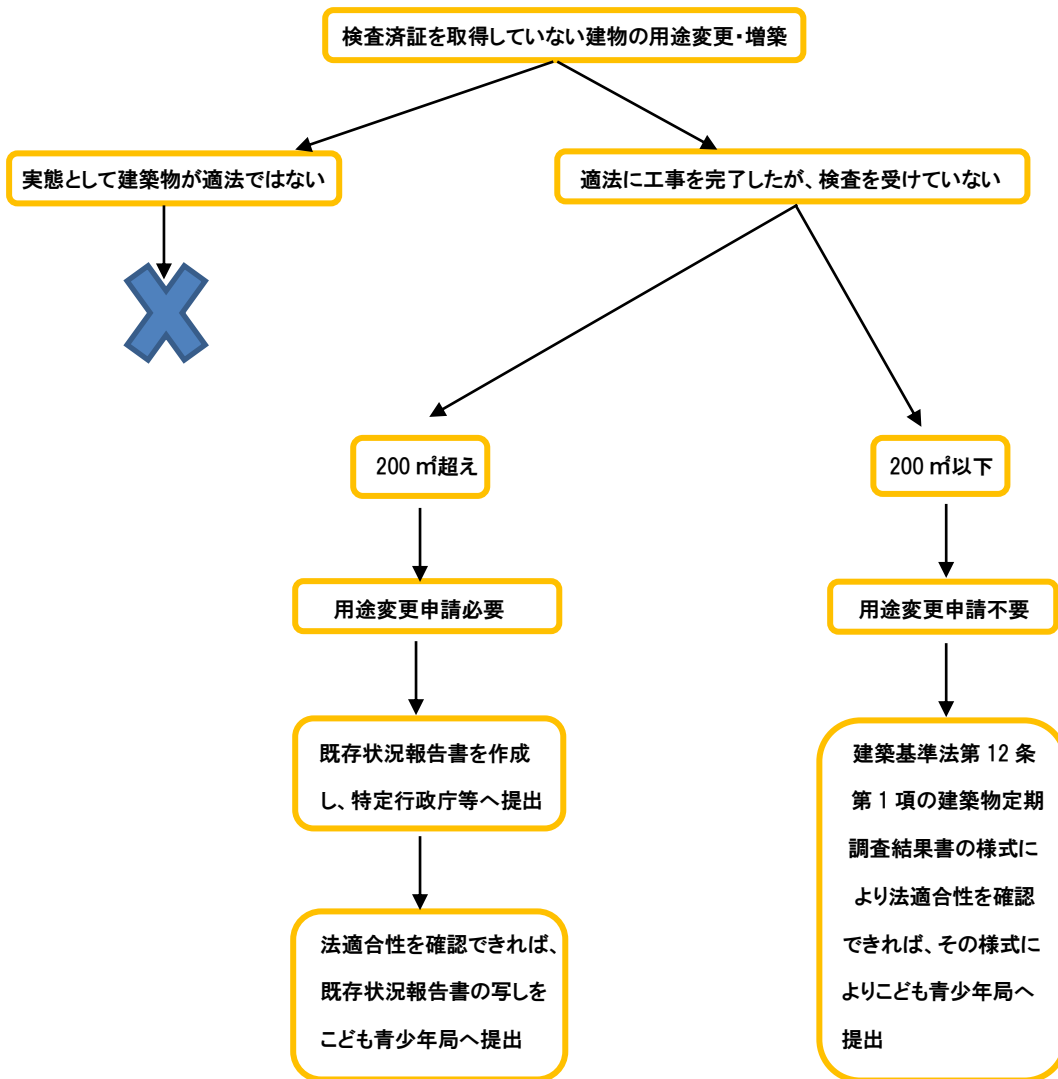 検査済証を取得していない建物の用途変更・増築
実態として建築物が適法ではない
適法に工事を完了したが、検査を受けていない
200 ㎡超え
200 ㎡以下
用途変更申請必要
用途変更申請不要
既存状況報告書を作成
し、特定行政庁等へ提出
建築基準法第 12 条
第 1 項の建築物定期
調査結果書の様式に
より法適合性を確認
できれば、その様式に
よりこども青少年局へ
提出
法適合性を確認できれば、
既存状況報告書の写しを
こども青少年局へ提出